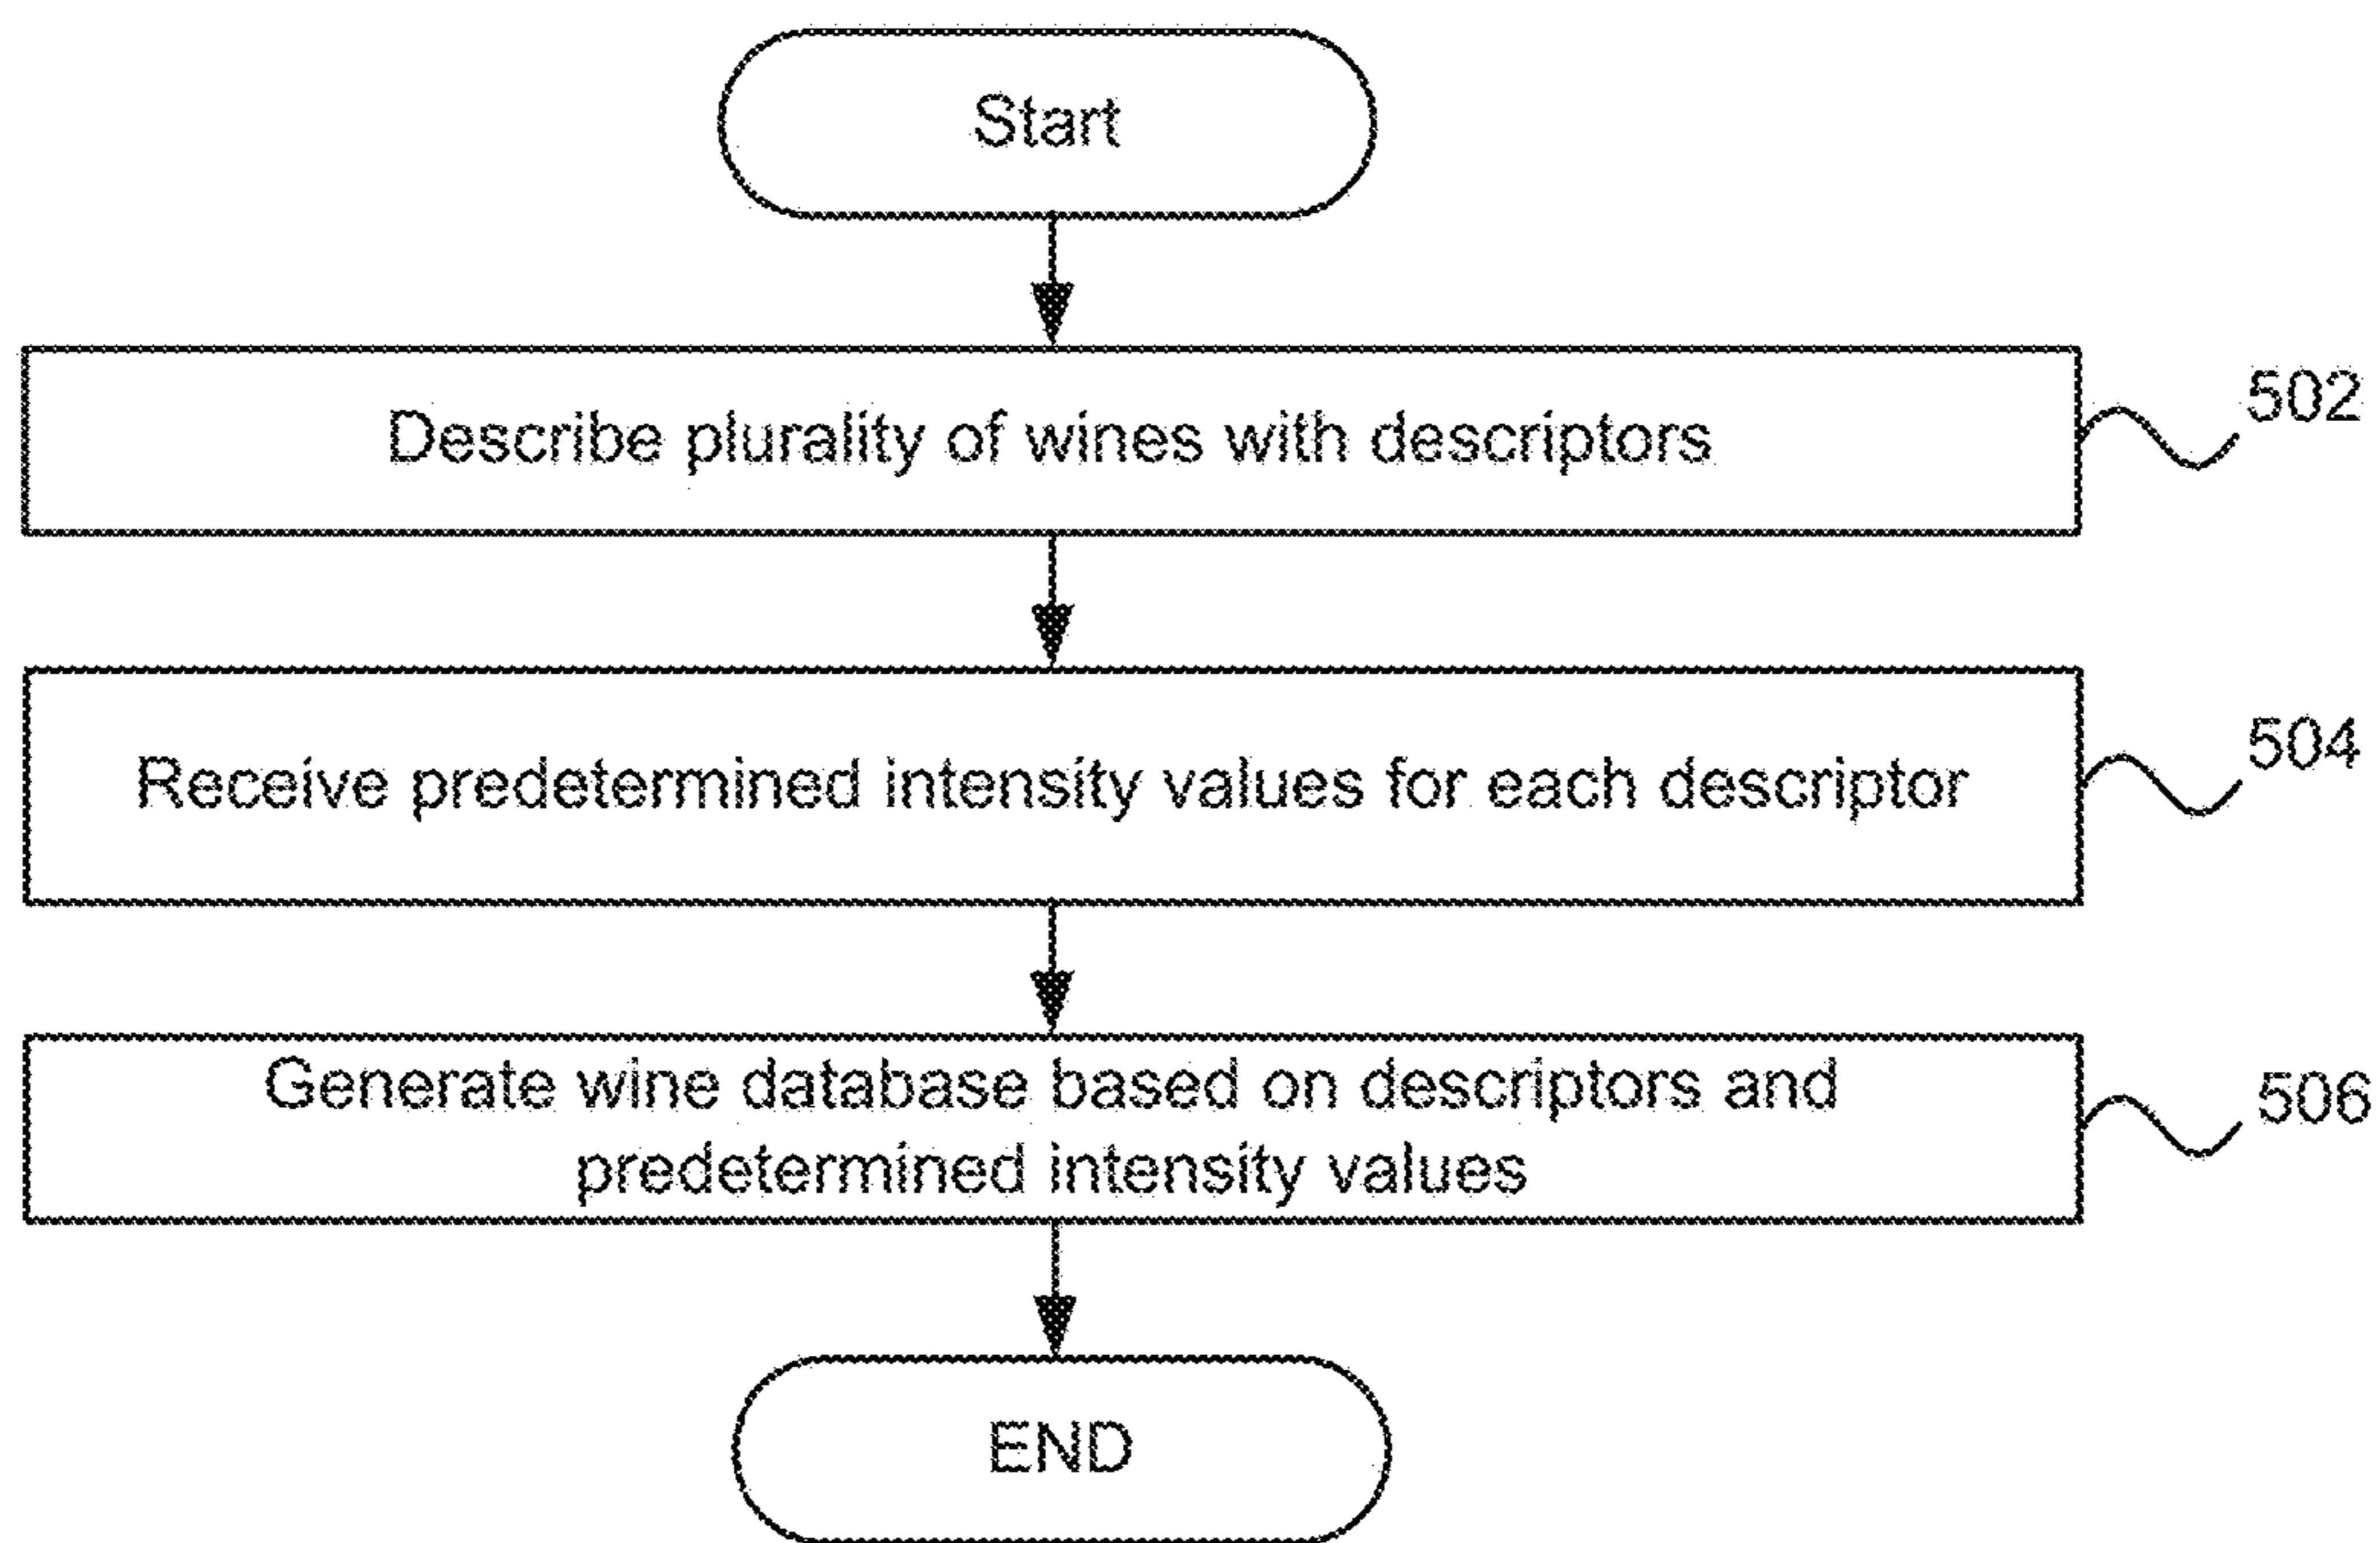 Start
Describe plurality of wines with descriptors
502
Receive predetermined intensity values for each descriptor
504
Generate wine database based on descriptors and
predetermined intensity values
506
END